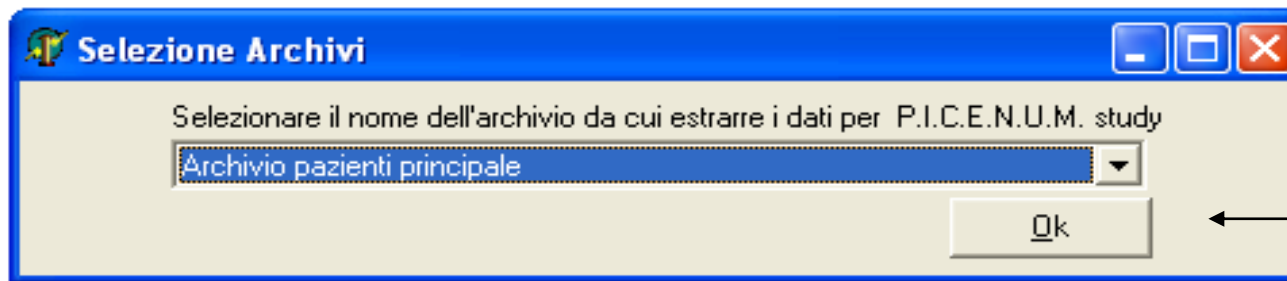 Selezione Archivi
Selezionare il nome dell'archivio da cui estrarre i dati per P.I.C.E.N.U.M. study
Archivio pazienti principale
Ok